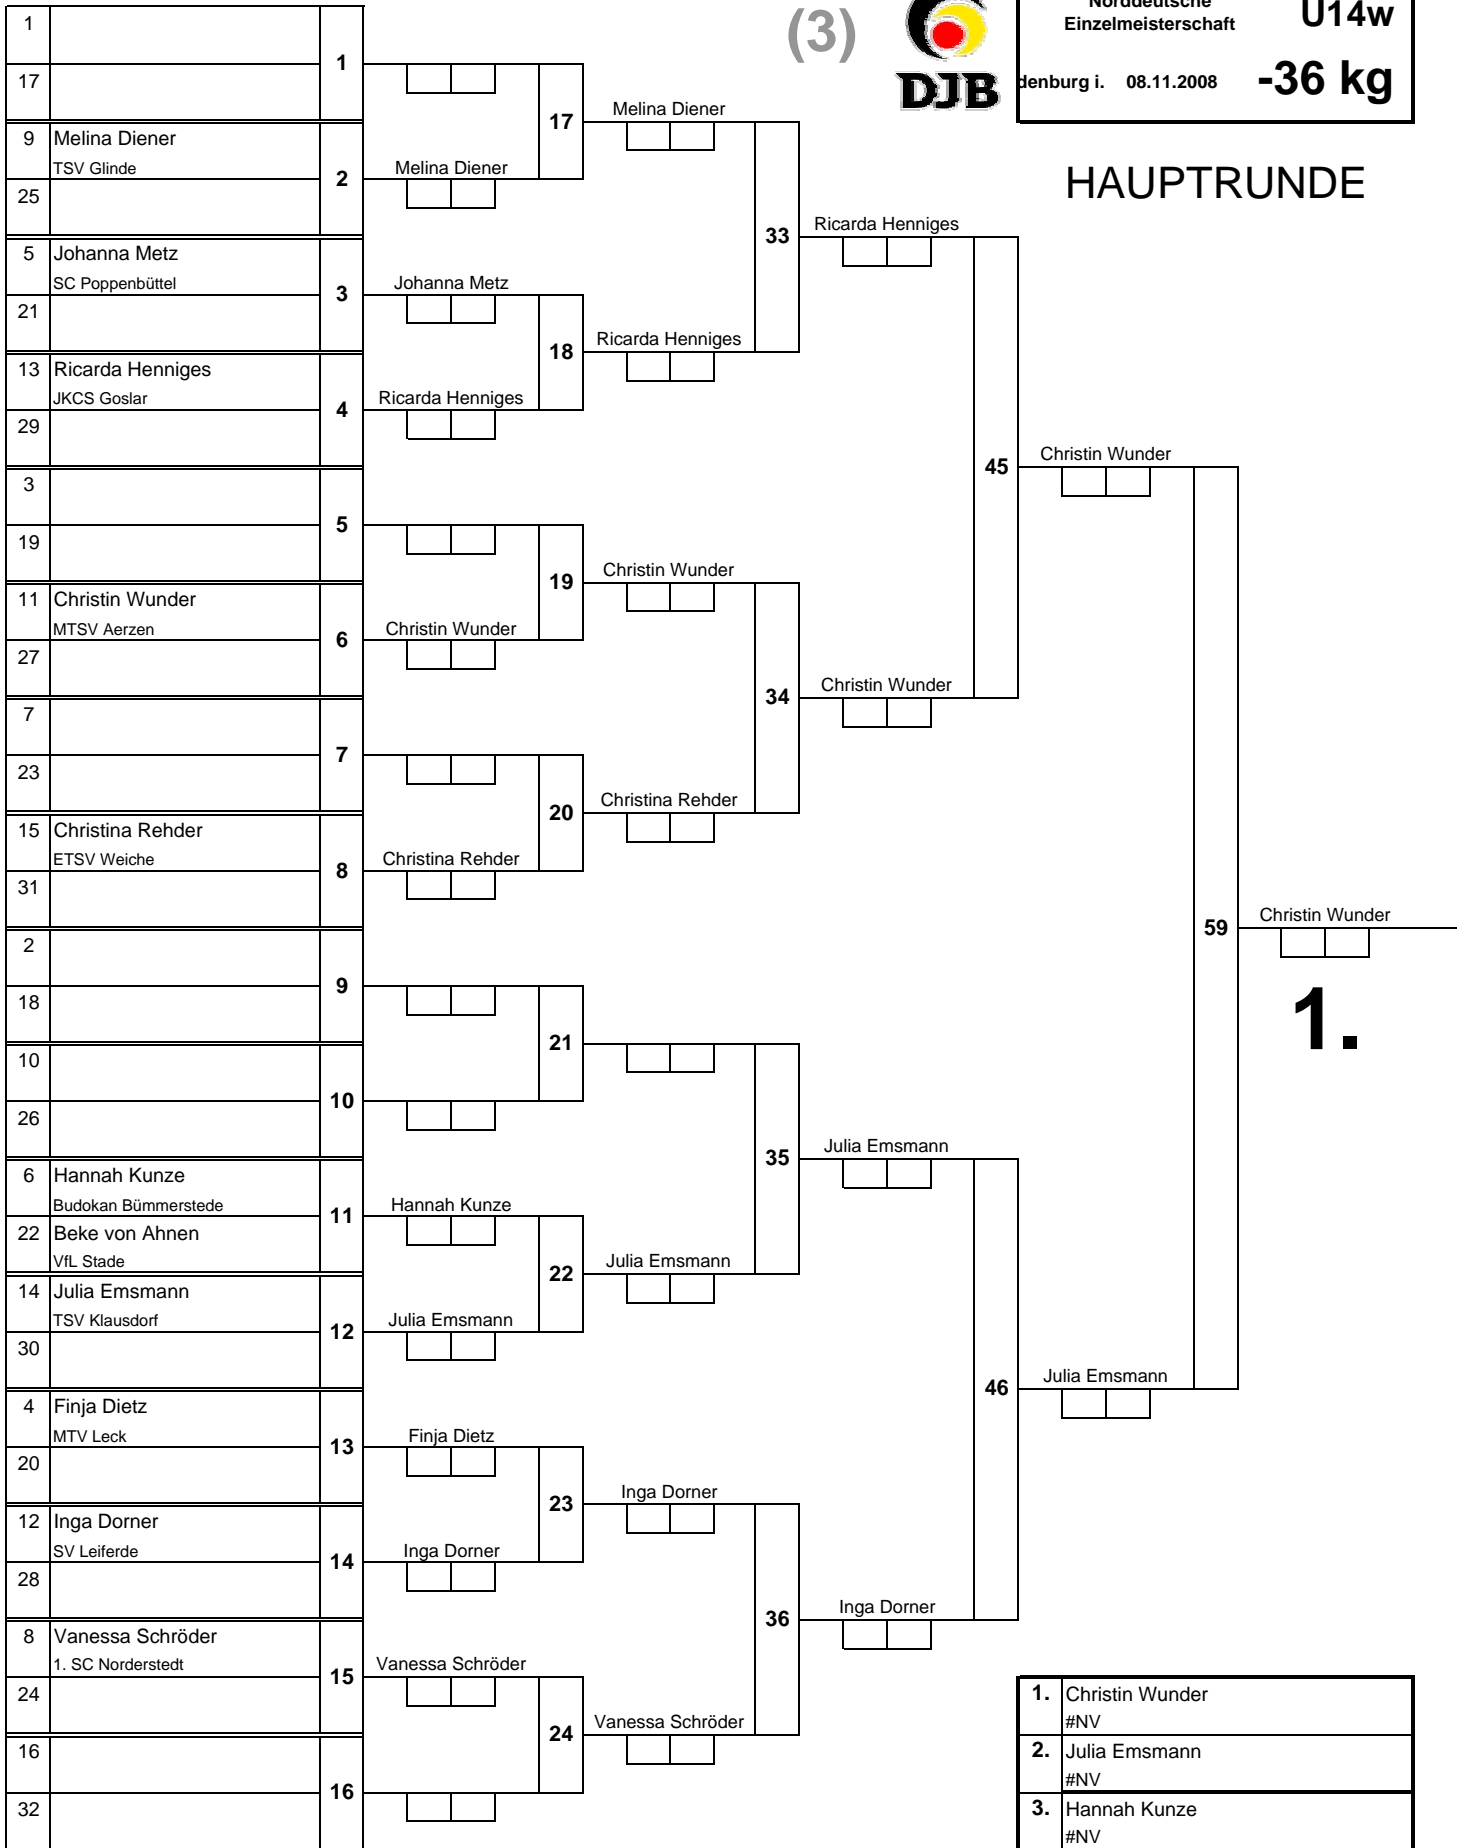 (3)
DJB
Norddeutsche
Einzelmeisterschaft
U14w
denburg i. 08.11.2008
-36 kg
HAUPTRUNDE
1
17
1
9 Melina Diener
TSV Glinde
25
2
5 Johanna Metz
SC Poppenbüttel
21
3
13 Ricarda Henniges
JKCS Goslar
29
4
3
19
5
11 Christin Wunder
MTSV Aerzen
27
6
7
23
7
15 Christina Rehder
ETSV Weiche
31
8
2
18
9
10
26
10
6 Hannah Kunze
Budokan Bümmerstede
22 Beke von Ahnen
VfL Stade
11
14 Julia Emsmann
TSV Klausdorf
30
12
4 Finja Dietz
MTV Leck
20
13
12 Inga Dorner
SV Leiferde
28
14
8 Vanessa Schröder
1. SC Norderstedt
24
15
16
32
16
Melina Diener
17
Johanna Metz
Ricarda Henniges
18
Christin Wunder
19
Christina Rehder
20
21
Hannah Kunze
Julia Emsmann
22
Finja Dietz
Inga Dorner
23
Vanessa Schröder
24
Melina Diener
Ricarda Henniges
33
Christin Wunder
Christina Rehder
34
Julia Emsmann
35
Inga Dorner
Vanessa Schröder
36
Ricarda Henniges
Christin Wunder
45
Julia Emsmann
Inga Dorner
46
Christin Wunder
Julia Emsmann
59
Christin Wunder
1.
1. Christin Wunder
#NV
2. Julia Emsmann
#NV
3. Hannah Kunze
#NV